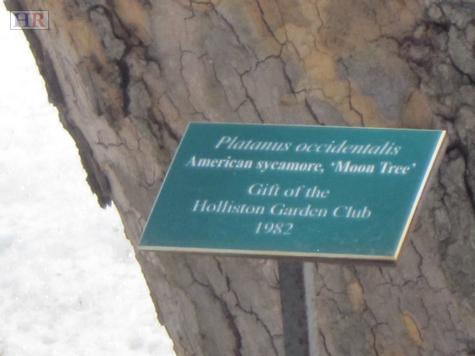 HR
Platanus occidentalis
American sycamore, 'Moon Tree'
Gift of the
Holliston Garden Club
1982